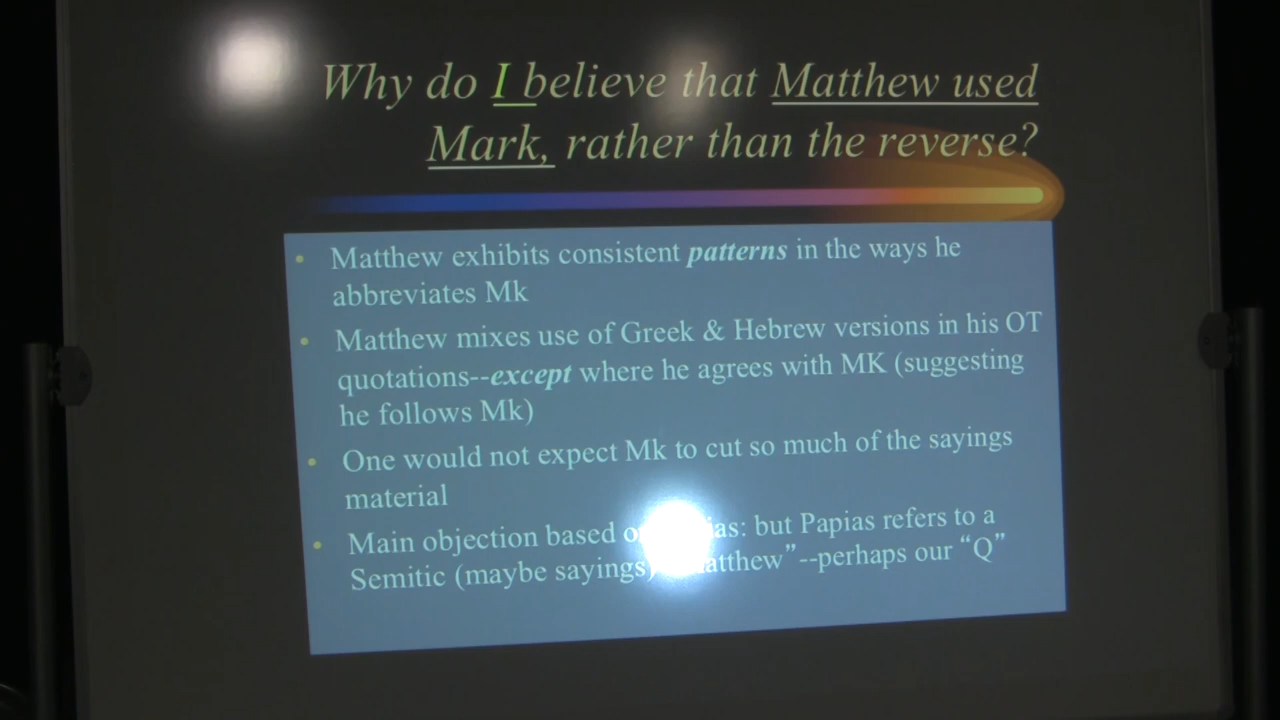 Why do I believe that Matthew used
Mark, rather than the reverse?
• Matthew exhibits consistent patterns in the ways he
abbreviates Mk
• Matthew mixes use of Greek & Hebrew versions in his OT
quotations--except where he agrees with MK (suggesting
he follows Mk)
• One would not expect Mk to cut so much of the sayings
material
• Main objection based but Papias refers to a
Semitic (maybe sayings) --perhaps our “Q”